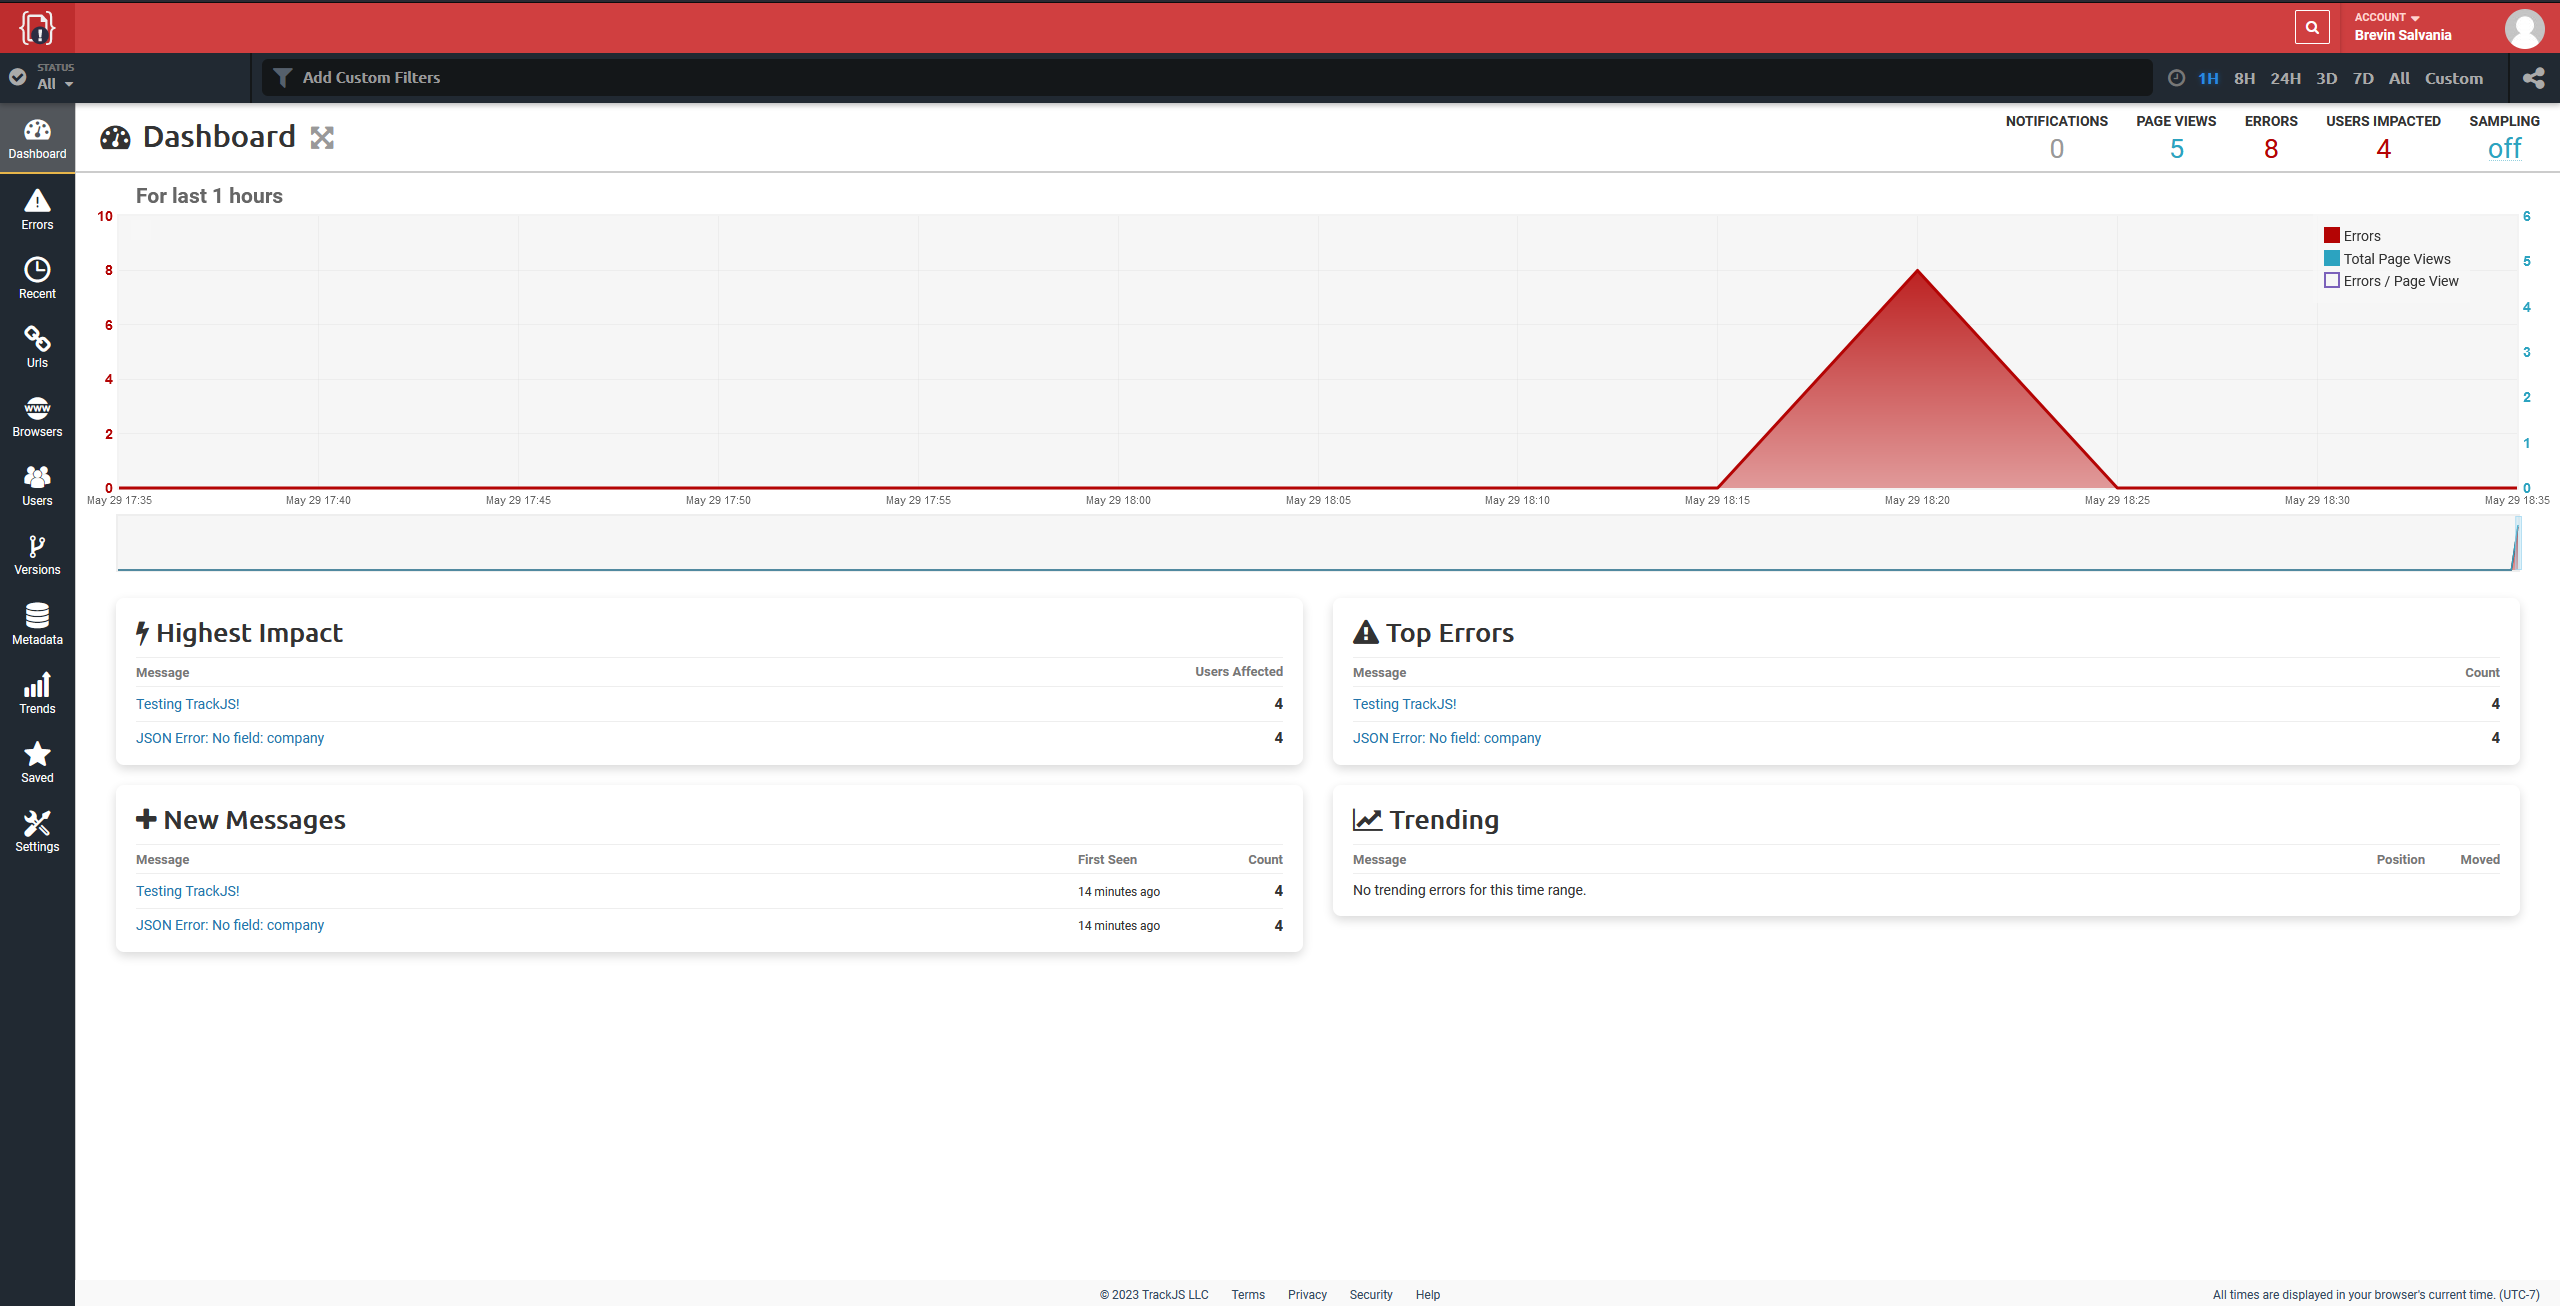 ACCOUNT
Brevin Salvania
STATUS
All
Add Custom Filters
1H 8H 24H 3D 7D All Custom
Dashboard
Errors
Recent
Urls
WWW
Browsers
Users
Versions
Metadata
Trends
Saved
Settings
Dashboard
NOTIFICATIONS PAGE VIEWS ERRORS USERS IMPACTED SAMPLING
0 5 8 4 off
For last 1 hours
10
8
6
4
2
0
6
5
4
3
2
1
0
Errors
Total Page Views
Errors / Page View
May 29 17:35 May 29 17:40 May 29 17:45 May 29 17:50 May 29 17:55 May 29 18:00 May 29 18:05 May 29 18:10 May 29 18:15 May 29 18:20 May 29 18:25 May 29 18:30 May 29 18:35
Highest Impact
Message Users Affected
Testing TrackJS! 4
JSON Error: No field: company 4
Top Errors
Message Count
Testing TrackJS! 4
JSON Error: No field: company 4
New Messages
Message First Seen Count
Testing TrackJS! 14 minutes ago 4
JSON Error: No field: company 14 minutes ago 4
Trending
Message Position Moved
No trending errors for this time range.
© 2023 TrackJS LLC Terms Privacy Security Help
All times are displayed in your browser's current time. (UTC-7)